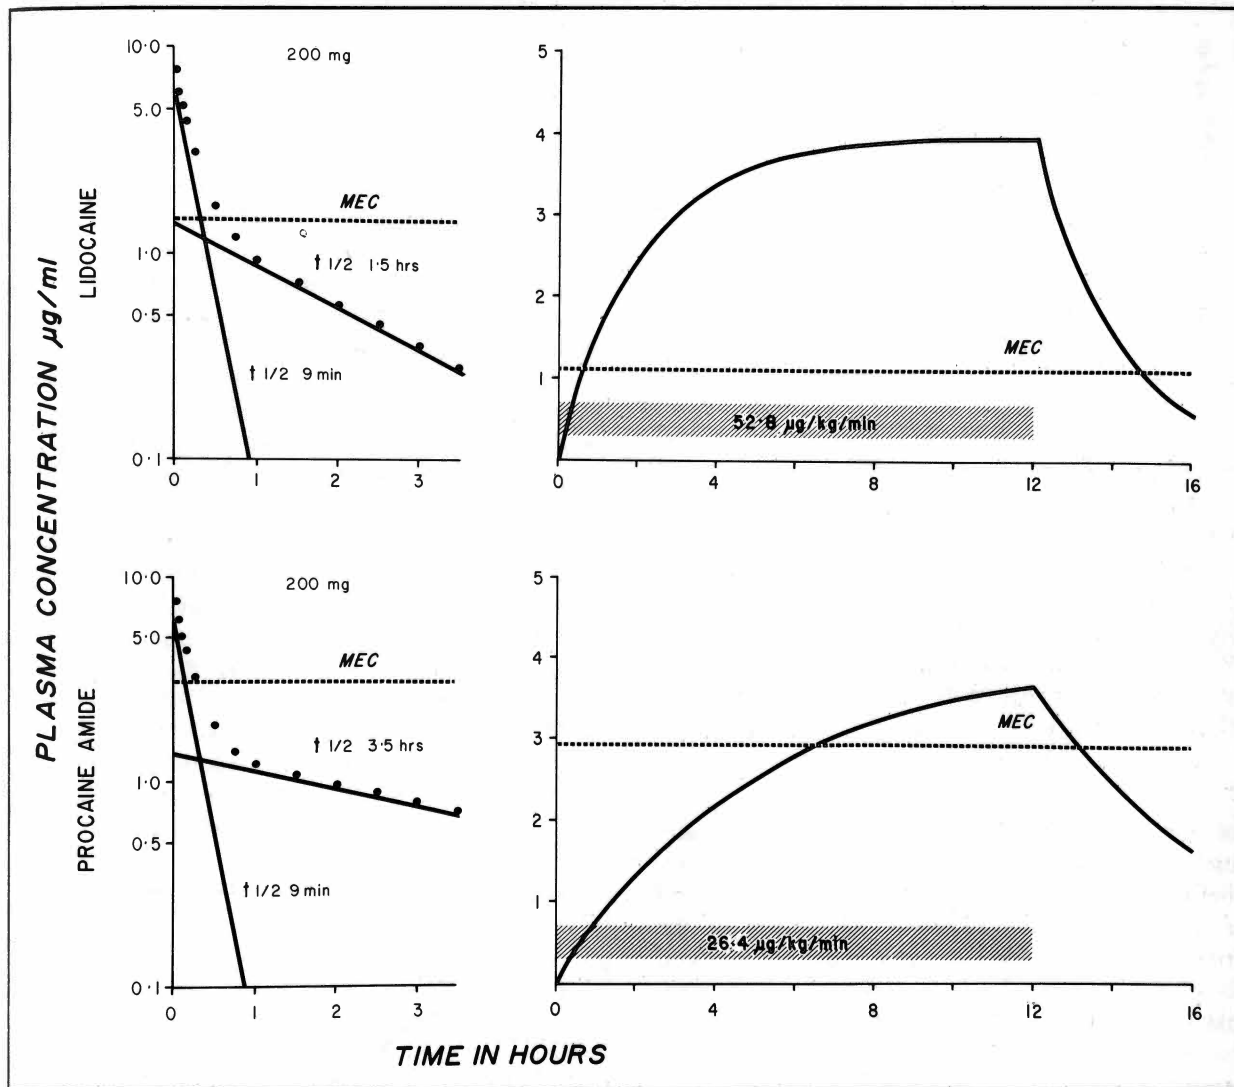 PLASMA CONCENTRATION µg/ml
LIDOCAINE
200 mg
10·0
5·0
1·0
0·5
0·1
MEC
† 1/2 1·5 hrs
† 1/2 9 min
0 1 2 3
5
4
3
2
1
MEC
52·8 µg/kg/min
0 4 8 12 16
PROCAINE AMIDE
200 mg
10·0
5·0
1·0
0·5
0·1
MEC
† 1/2 3·5 hrs
† 1/2 9 min
0 1 2 3
5
4
3
2
1
MEC
26·4 µg/kg/min
0 4 8 12 16
TIME IN HOURS